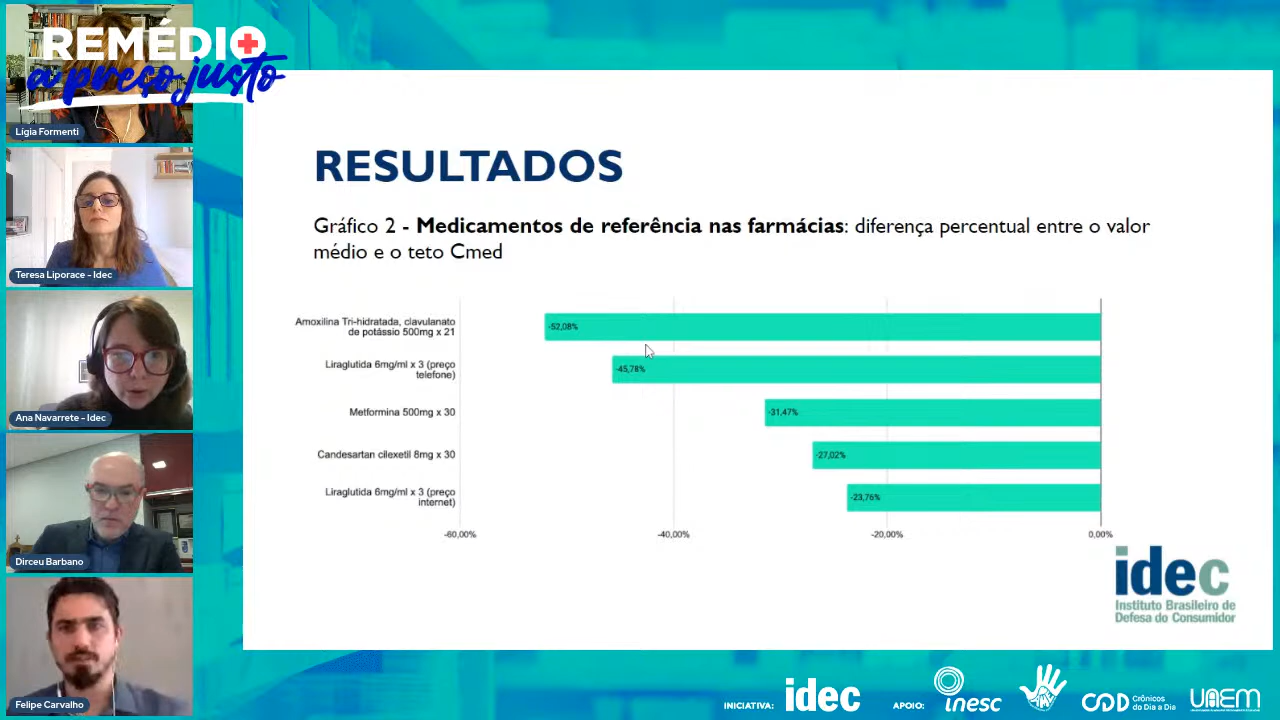 REMÉDIO
a preço justo
Lígia Formenti
Teresa Liporace - Idec
Ana Navarrete - Idec
Dirceu Barbano
Felipe Carvalho
RESULTADOS
Gráfico 2 - Medicamentos de referência nas farmácias: diferença percentual entre o valor
médio e o teto Cmed
Amoxilina Tri-hidratada, clavulanato
de potássio 500mg x 21
-52,08%
Liraglutida 6mg/ml x 3 (preço
telefone)
-45,78%
Metformina 500mg x 30
-31,47%
Candesartan cilexetil 8mg x 30
-27,02%
Liraglutida 6mg/ml x 3 (preço
internet)
-23,76%
-60,00% -40,00% -20,00% 0,00%
idec
Instituto Brasileiro de
Defesa do Consumidor
INICIATIVA: idec APOIO: inesc CDD Crônicos
do Dia a Dia
UAEM